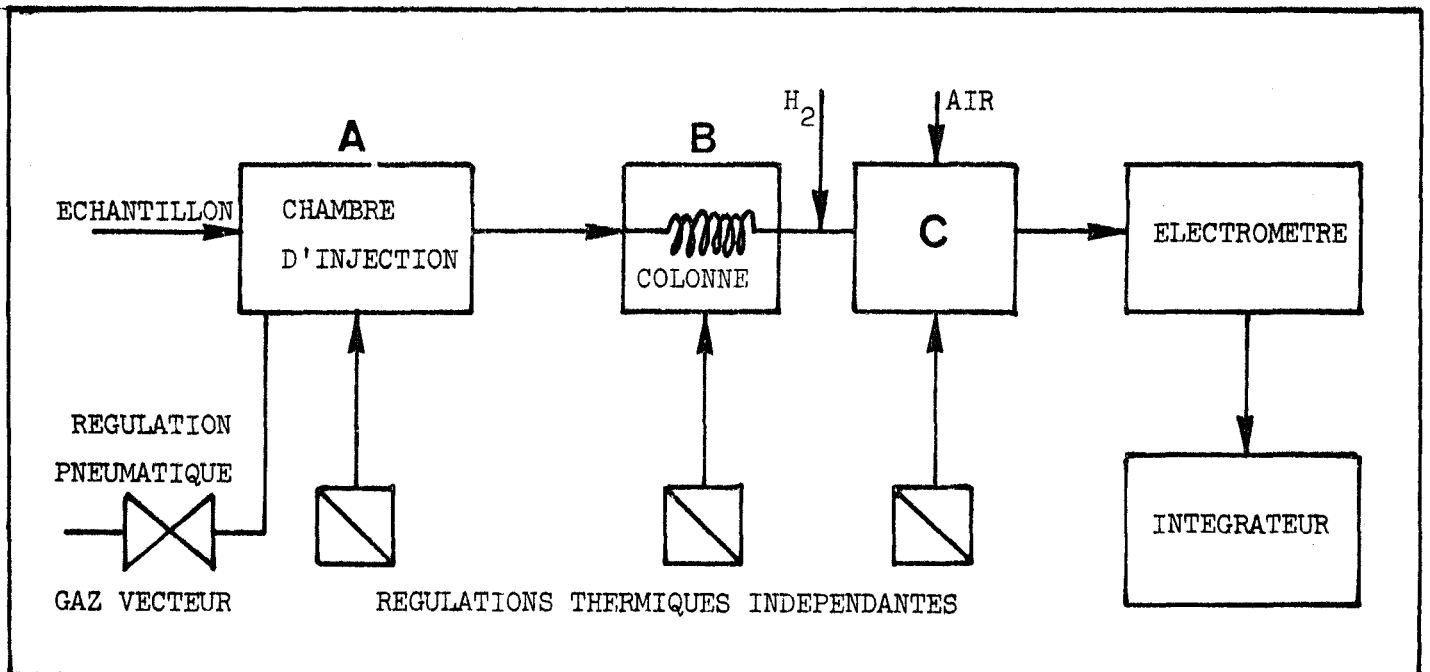 H2
AIR
A
B
ECHANTILLON
CHAMBRE
D'INJECTION
COLONNE
C
ELECTROMETRE
REGULATION
PNEUMATIQUE
INTEGRATEUR
GAZ VECTEUR
REGULATIONS THERMIQUES INDEPENDANTES